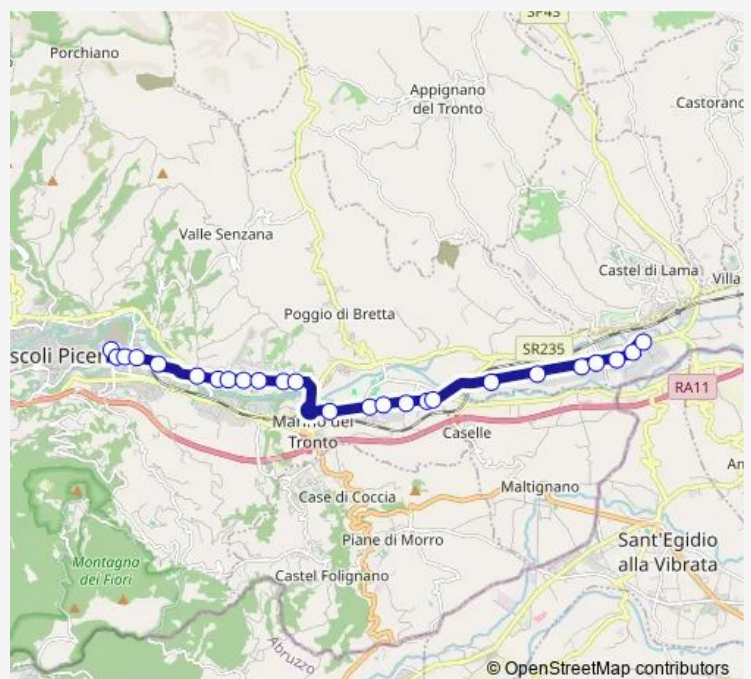 SP43
Porchiano
Appignano
del Tronto
Castorano
Valle Senzana
Castel di Lama
Villa
Poggio di Bretta
SR235
scoli Picen
RA11
Marino del
Tronto
Caselle
An
Case di Coccia
Maltignano
Piane di Morro
Sant'Egidio
alla Vibrata
Montagna
dei Fiori
Castel Folignano
Abruzzo
© OpenStreetMap contributors